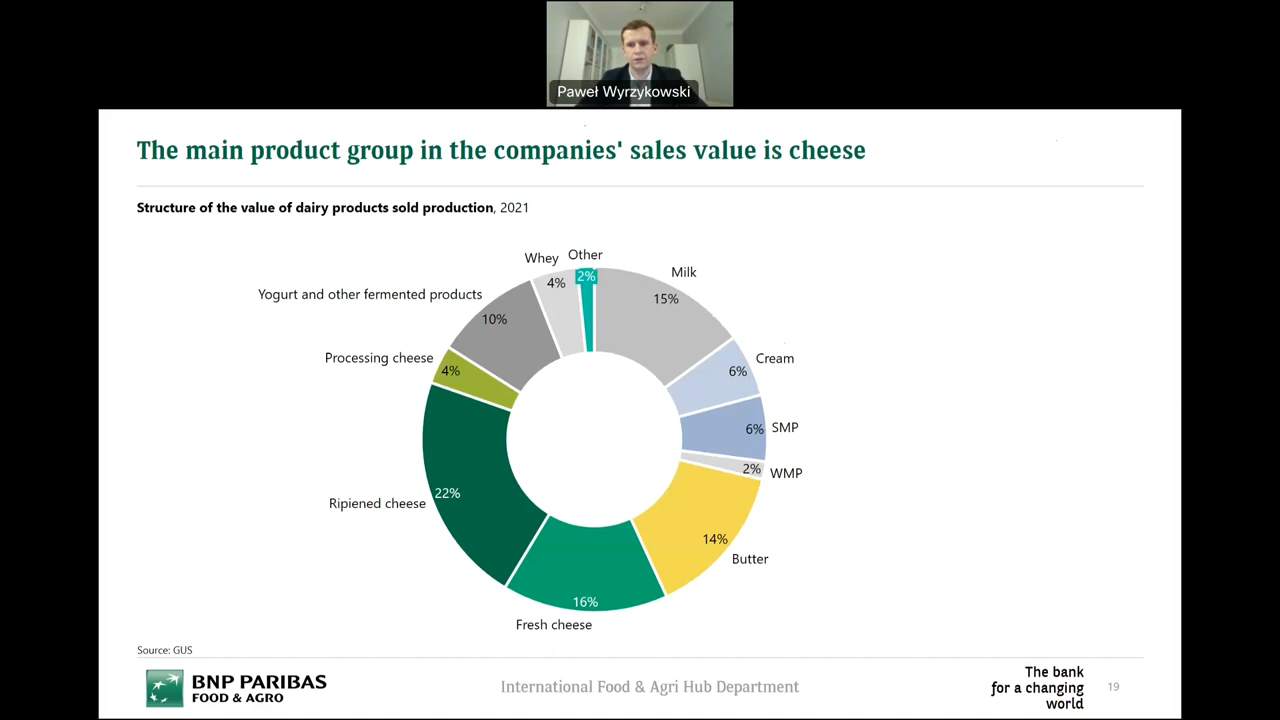 Paweł Wyrzykowski
The main product group in the companies' sales value is cheese
Structure of the value of dairy products sold production, 2021
Whey
Other
Milk
4%
2%
15%
Yogurt and other fermented products
10%
Processing cheese
4%
Cream
6%
6%
SMP
2%
WMP
Ripiened cheese
22%
14%
Butter
16%
Fresh cheese
Source: GUS
BNP PARIBAS
FOOD & AGRO
International Food & Agri Hub Department
The bank
for a changing
world
19